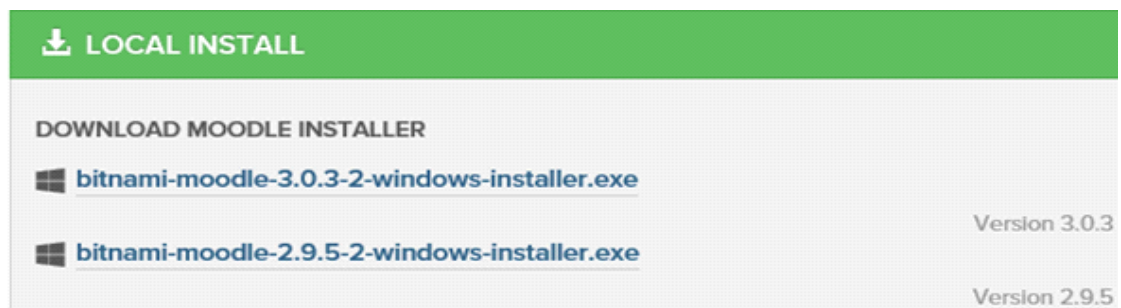 LOCAL INSTALL
DOWNLOAD MOODLE INSTALLER
bitnami-moodle-3.0.3-2-windows-installer.exe
Version 3.0.3
bitnami-moodle-2.9.5-2-windows-installer.exe
Version 2.9.5